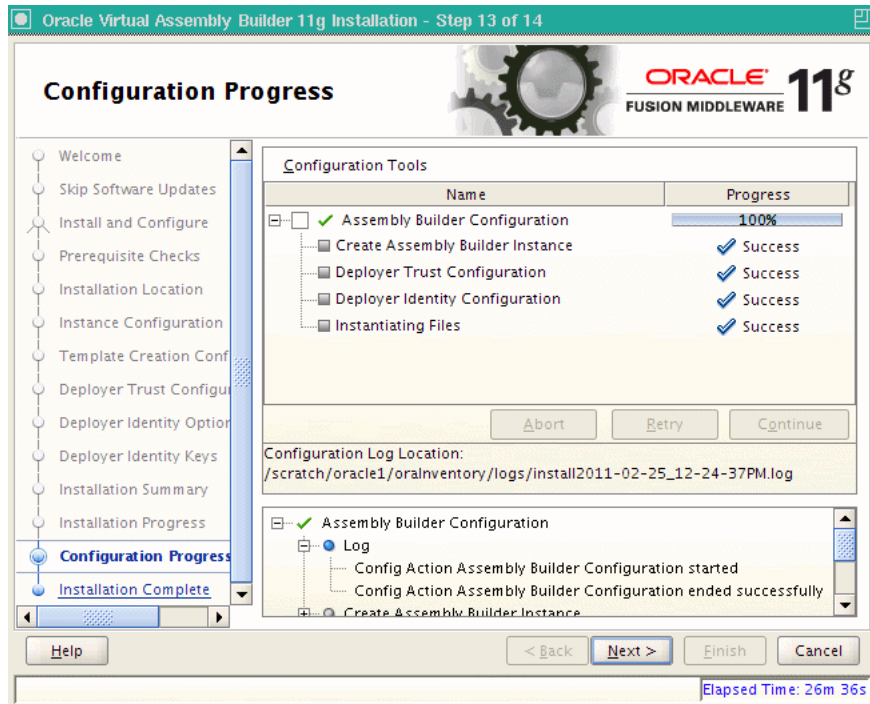 Oracle Virtual Assembly Builder 11g Installation - Step 13 of 14
Configuration Progress
ORACLE
FUSION MIDDLEWARE
11g
Welcome
Skip Software Updates
Install and Configure
Prerequisite Checks
Installation Location
Instance Configuration
Template Creation Conf
Deployer Trust Configur
Deployer Identity Option
Deployer Identity Keys
Installation Summary
Installation Progress
Configuration Progress
Installation Complete
Configuration Tools
Name Progress
Assembly Builder Configuration 100%
Create Assembly Builder Instance Success
Deployer Trust Configuration Success
Deployer Identity Configuration Success
Instantiating Files Success
Abort Retry Continue
Configuration Log Location:
/scratch/oracle1/oraInventory/logs/install2011-02-25_12-24-37PM.log
Assembly Builder Configuration
Log
Config Action Assembly Builder Configuration started
Config Action Assembly Builder Configuration ended successfully
Create Assembly Builder Instance
Help < Back Next > Finish Cancel
Elapsed Time: 26m 36s